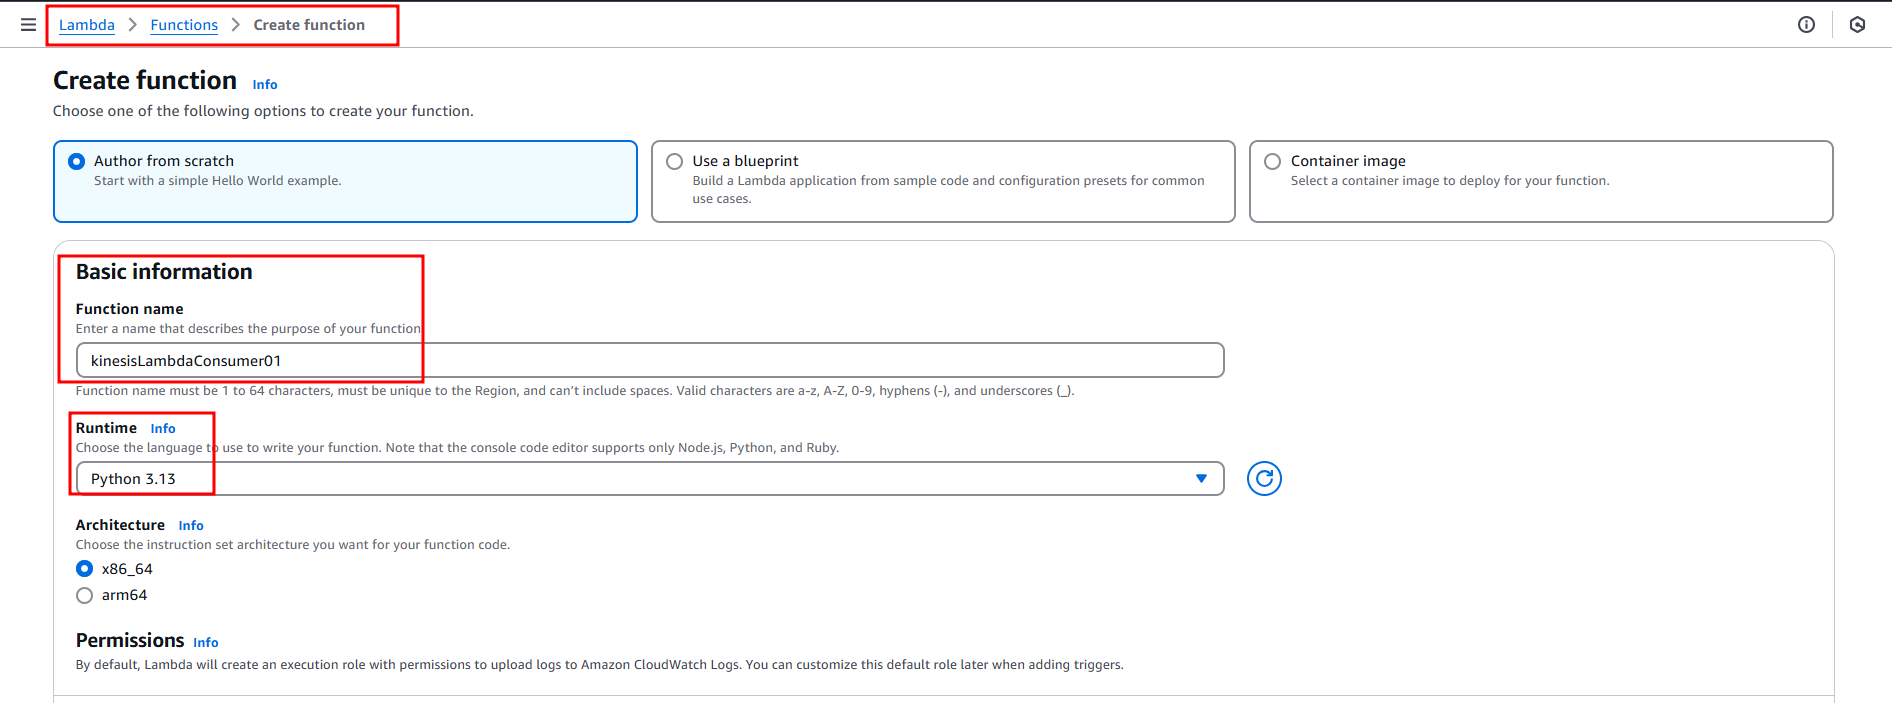 Lambda > Functions > Create function
Create function Info
Choose one of the following options to create your function.
Author from scratch
Start with a simple Hello World example.
Use a blueprint
Build a Lambda application from sample code and configuration presets for common
use cases.
Container image
Select a container image to deploy for your function.
Basic information
Function name
Enter a name that describes the purpose of your function.
kinesisLambdaConsumer01
Function name must be 1 to 64 characters, must be unique to the Region, and can't include spaces. Valid characters are a-z, A-Z, 0-9, hyphens (-), and underscores (_).
Runtime Info
Choose the language to use to write your function. Note that the console code editor supports only Node.js, Python, and Ruby.
Python 3.13
Architecture Info
Choose the instruction set architecture you want for your function code.
x86_64
arm64
Permissions Info
By default, Lambda will create an execution role with permissions to upload logs to Amazon CloudWatch Logs. You can customize this default role later when adding triggers.